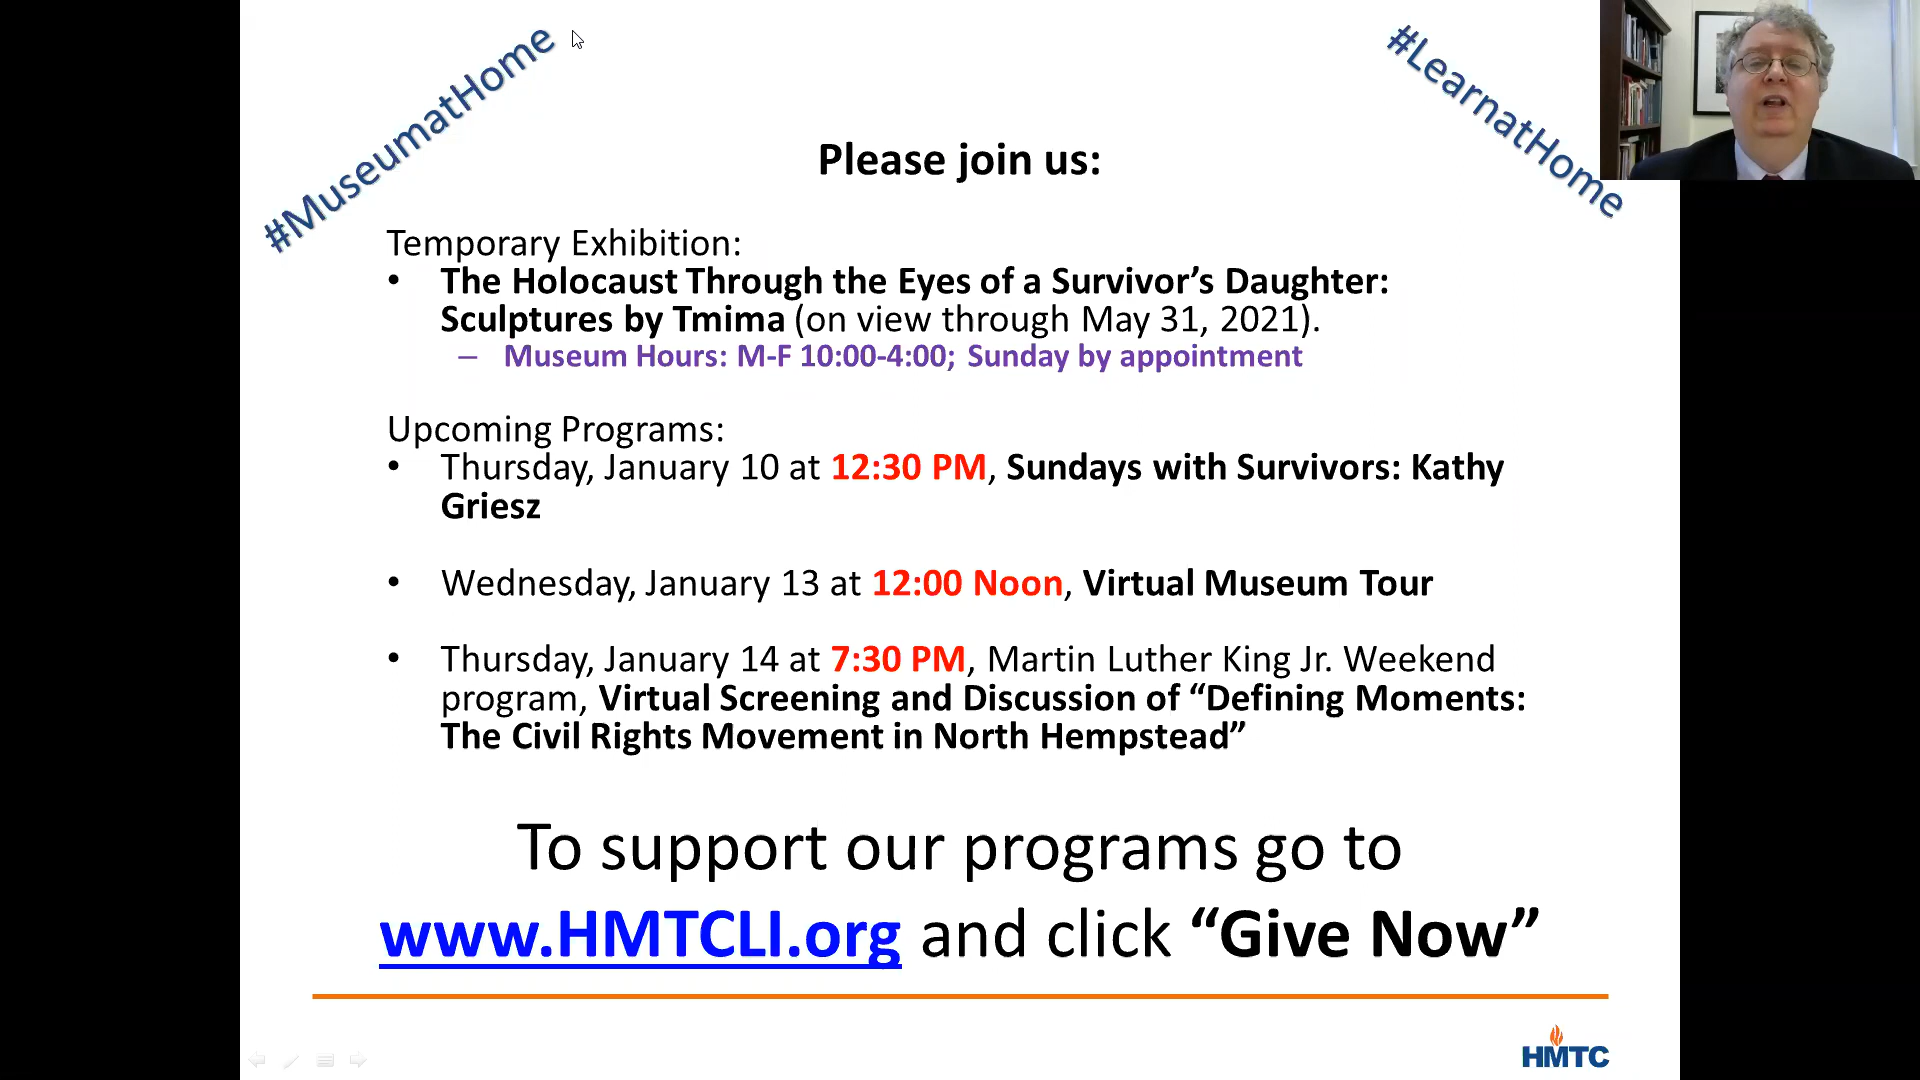 #MuseumatHome
#LearnatHome
Please join us:
Temporary Exhibition:
• The Holocaust Through the Eyes of a Survivor’s Daughter:
Sculptures by Tmima (on view through May 31, 2021).
– Museum Hours: M-F 10:00-4:00; Sunday by appointment
Upcoming Programs:
• Thursday, January 10 at 12:30 PM, Sundays with Survivors: Kathy
Griesz
• Wednesday, January 13 at 12:00 Noon, Virtual Museum Tour
• Thursday, January 14 at 7:30 PM, Martin Luther King Jr. Weekend
program, Virtual Screening and Discussion of “Defining Moments:
The Civil Rights Movement in North Hempstead”
To support our programs go to
www.HMTCLI.org and click “Give Now”
HMTC